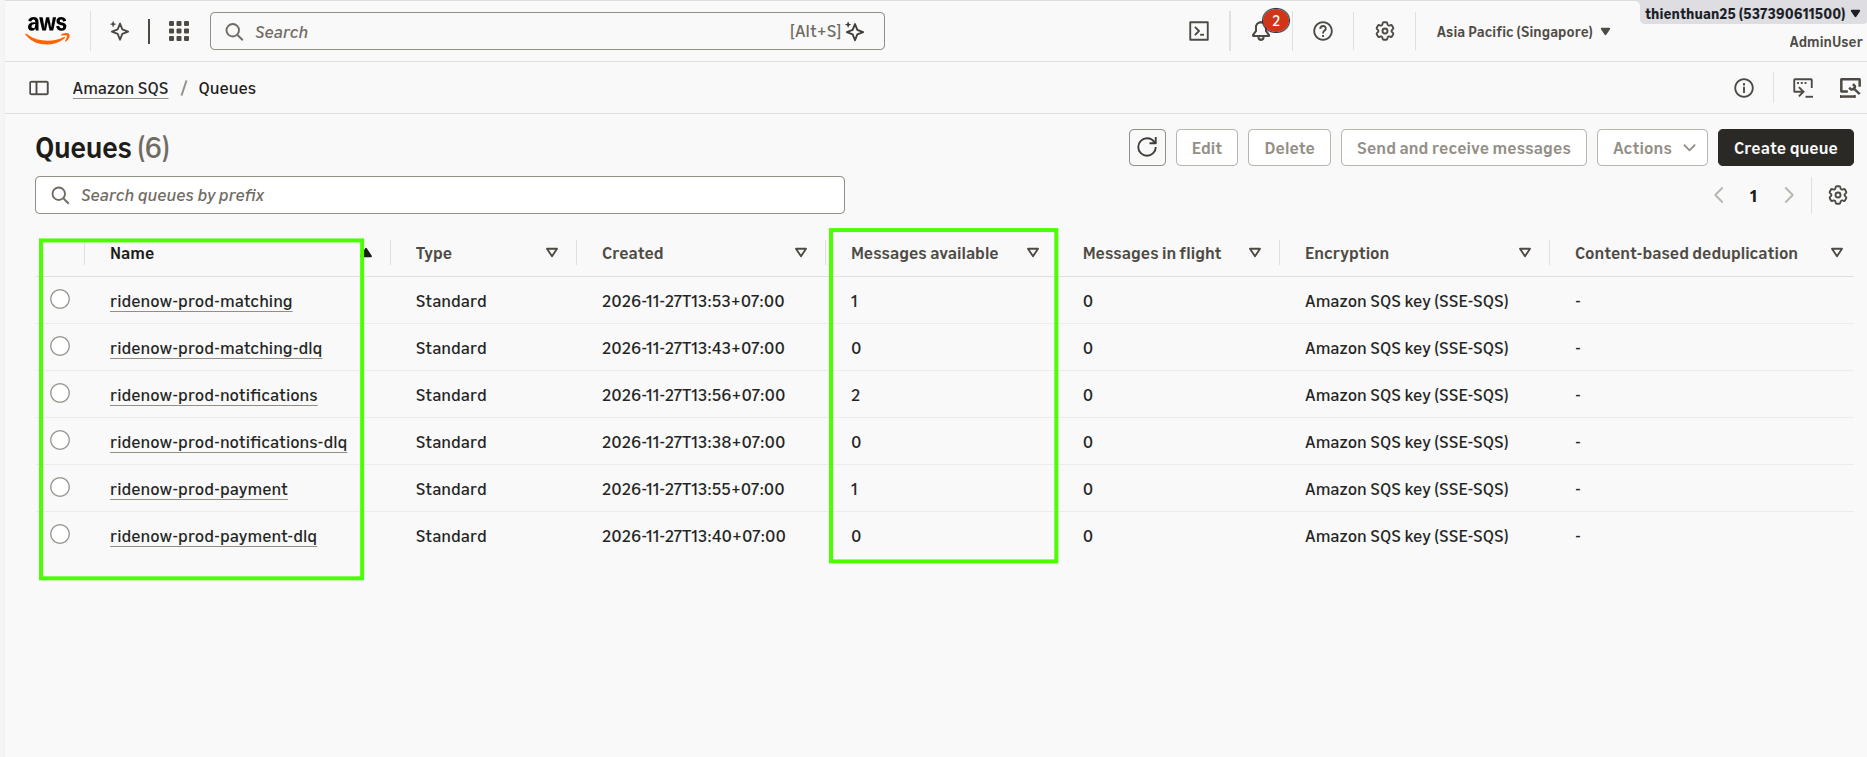 aws
Search [Alt+S]
2
Asia Pacific (Singapore)
thienthuan25 (537390611500)
AdminUser
Amazon SQS / Queues
Queues (6)
Edit
Delete
Send and receive messages
Actions
Create queue
Search queues by prefix
1
Name Type Created Messages available Messages in flight Encryption Content-based deduplication
ridenow-prod-matching Standard 2026-11-27T13:53+07:00 1 0 Amazon SQS key (SSE-SQS) -
ridenow-prod-matching-dlq Standard 2026-11-27T13:43+07:00 0 0 Amazon SQS key (SSE-SQS) -
ridenow-prod-notifications Standard 2026-11-27T13:56+07:00 2 0 Amazon SQS key (SSE-SQS) -
ridenow-prod-notifications-dlq Standard 2026-11-27T13:38+07:00 0 0 Amazon SQS key (SSE-SQS) -
ridenow-prod-payment Standard 2026-11-27T13:55+07:00 1 0 Amazon SQS key (SSE-SQS) -
ridenow-prod-payment-dlq Standard 2026-11-27T13:40+07:00 0 0 Amazon SQS key (SSE-SQS) -